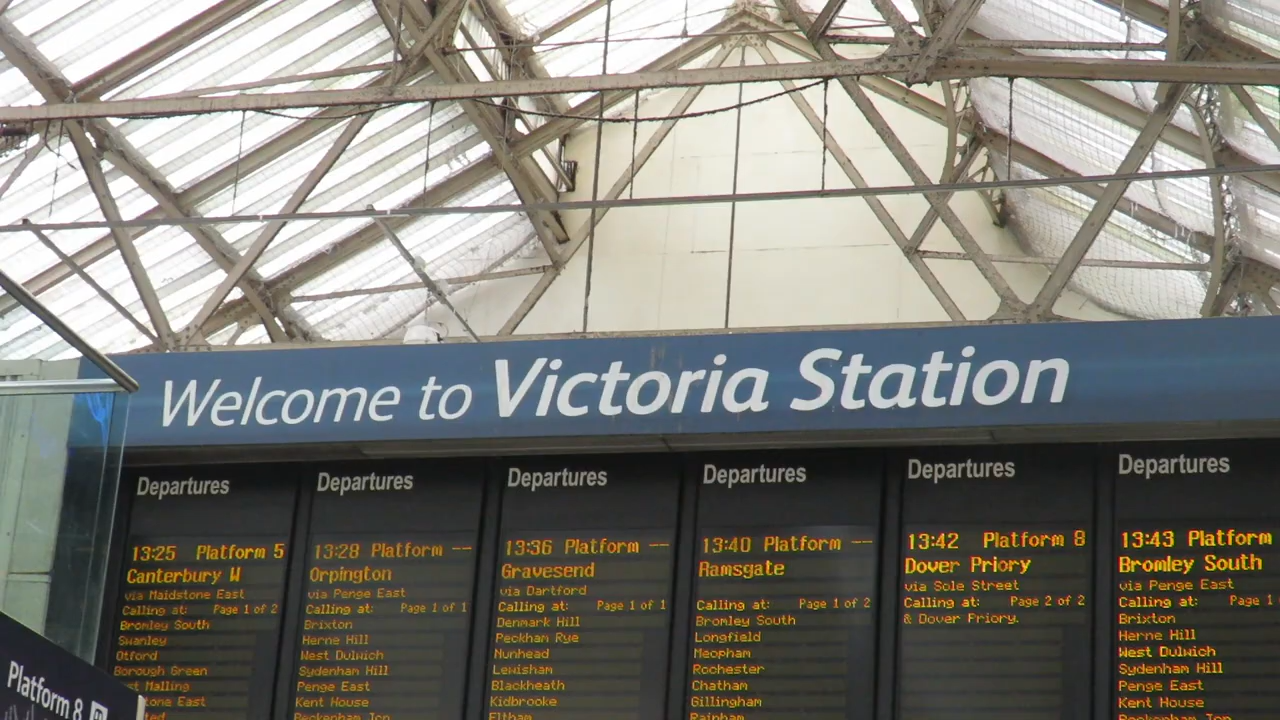 Welcome to Victoria Station
Departures
13:25 Platform 5
Canterbury W
via Maidstone East
Calling at: Page 1 of 2
Bromley South
Swanley
Otford
Borough Green
Departures
13:28 Platform --
Orpington
via Penge East
Calling at: Page 1 of 1
Brixton
Herne Hill
West Dulwich
Sydenham Hill
Penge East
Kent House
Beckenham Jcn
Departures
13:36 Platform --
Gravesend
via Dartford
Calling at: Page 1 of 1
Denmark Hill
Peckham Rye
Nunhead
Lewisham
Blackheath
Kidbrooke
Eltham
Departures
13:40 Platform --
Ramsgate
Calling at: Page 1 of 2
Bromley South
Longfield
Meopham
Rochester
Chatham
Gillingham
Rainham
Departures
13:42 Platform 8
Dover Priory
via Sole Street
Calling at: Page 2 of 2
& Dover Priory.
Departures
13:43 Platform
Bromley South
via Penge East
Calling at: Page 1
Brixton
Herne Hill
West Dulwich
Sydenham Hill
Penge East
Kent House
Platform 8